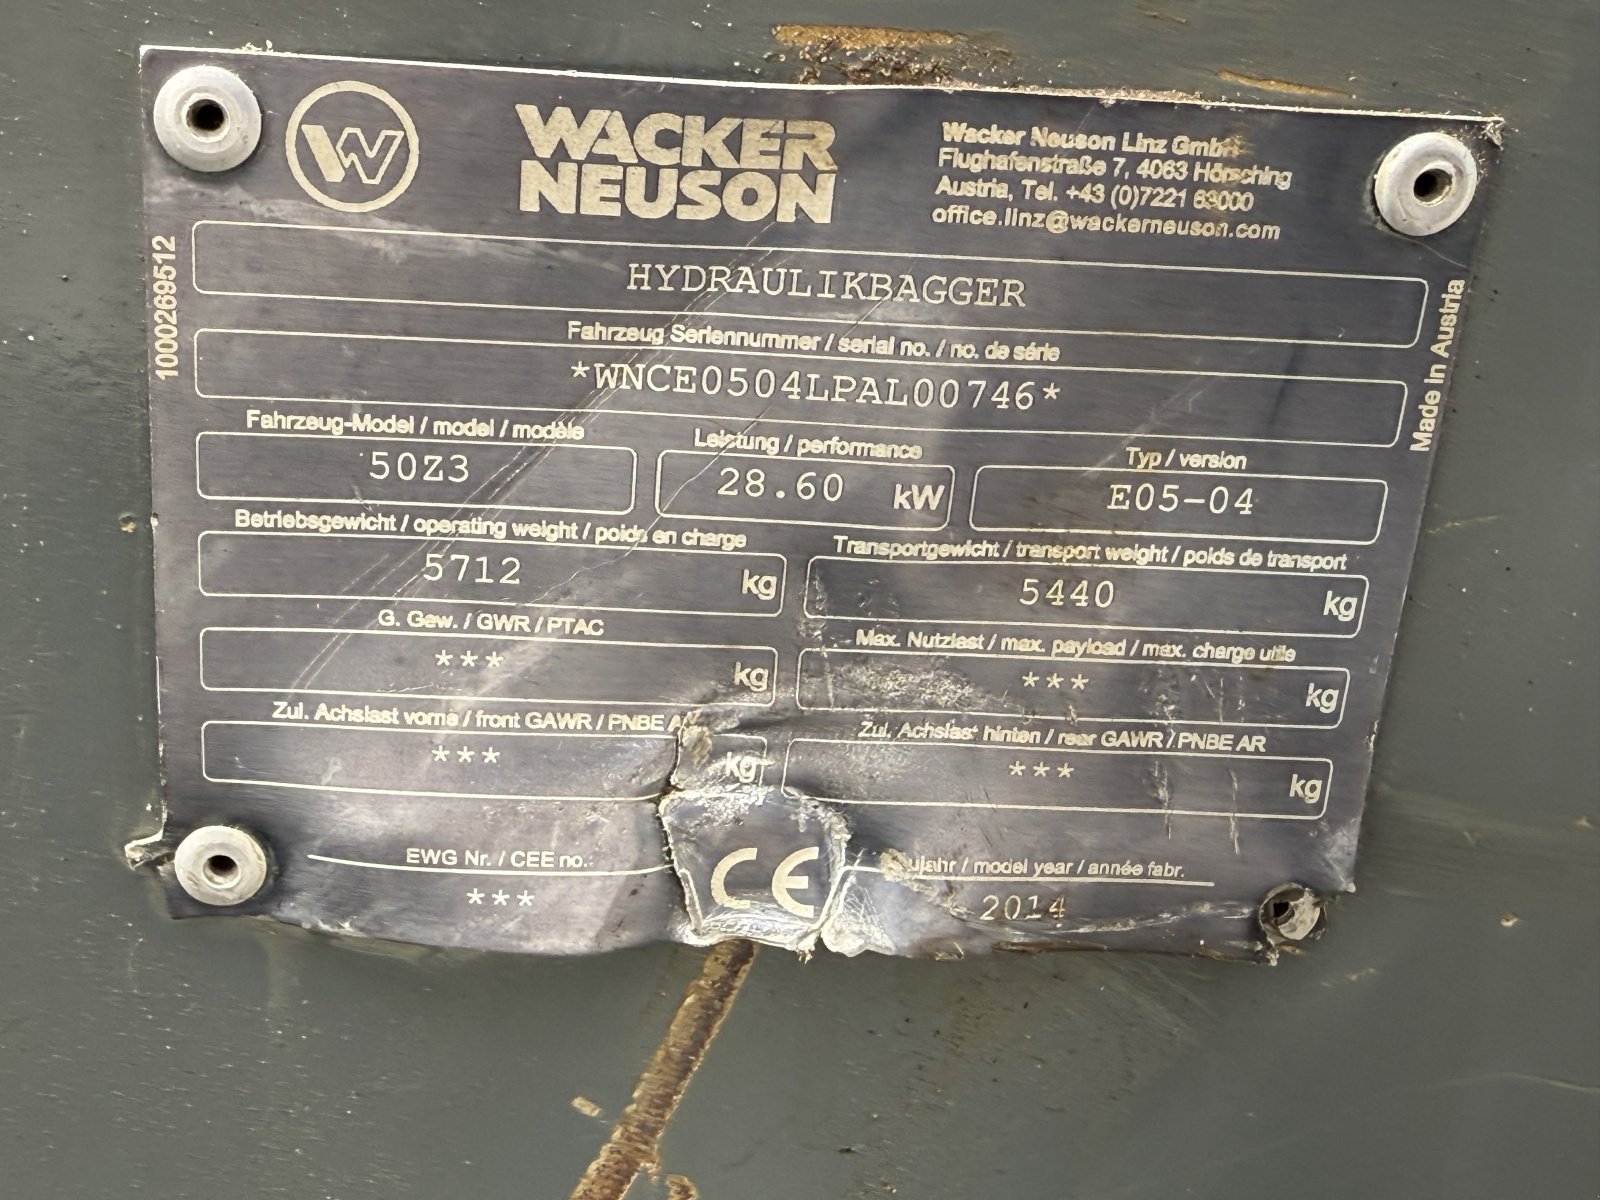 WACKER
NEUSON
Wacker Neuson Linz GmbH
Flughafenstraße 7, 4063 Hörsching
Austria, Tel. +43 (0)7221 63000
office.linz@wackerneuson.com
1000269512
HYDRAULIKBAGGER
Made in Austria
Fahrzeug Seriennummer / serial no. / no. de série
*WNCE0504LPAL00746*
Fahrzeug-Model / model / modèle
50Z3
Leistung / performance
28.60 kW
Typ / version
E05-04
Betriebsgewicht / operating weight / poids en charge
5712 kg
Transportgewicht / transport weight / poids de transport
5440 kg
G. Gew. / GWR / PTAC
*** kg
Max. Nutzlast / max. payload / max. charge utile
*** kg
Zul. Achslast vorne / front GAWR / PNBE AV
*** kg
Zul. Achslast hinten / rear GAWR / PNBE AR
*** kg
EWG Nr. / CEE no.:
***
CE
/ model year / année fabr.
2014